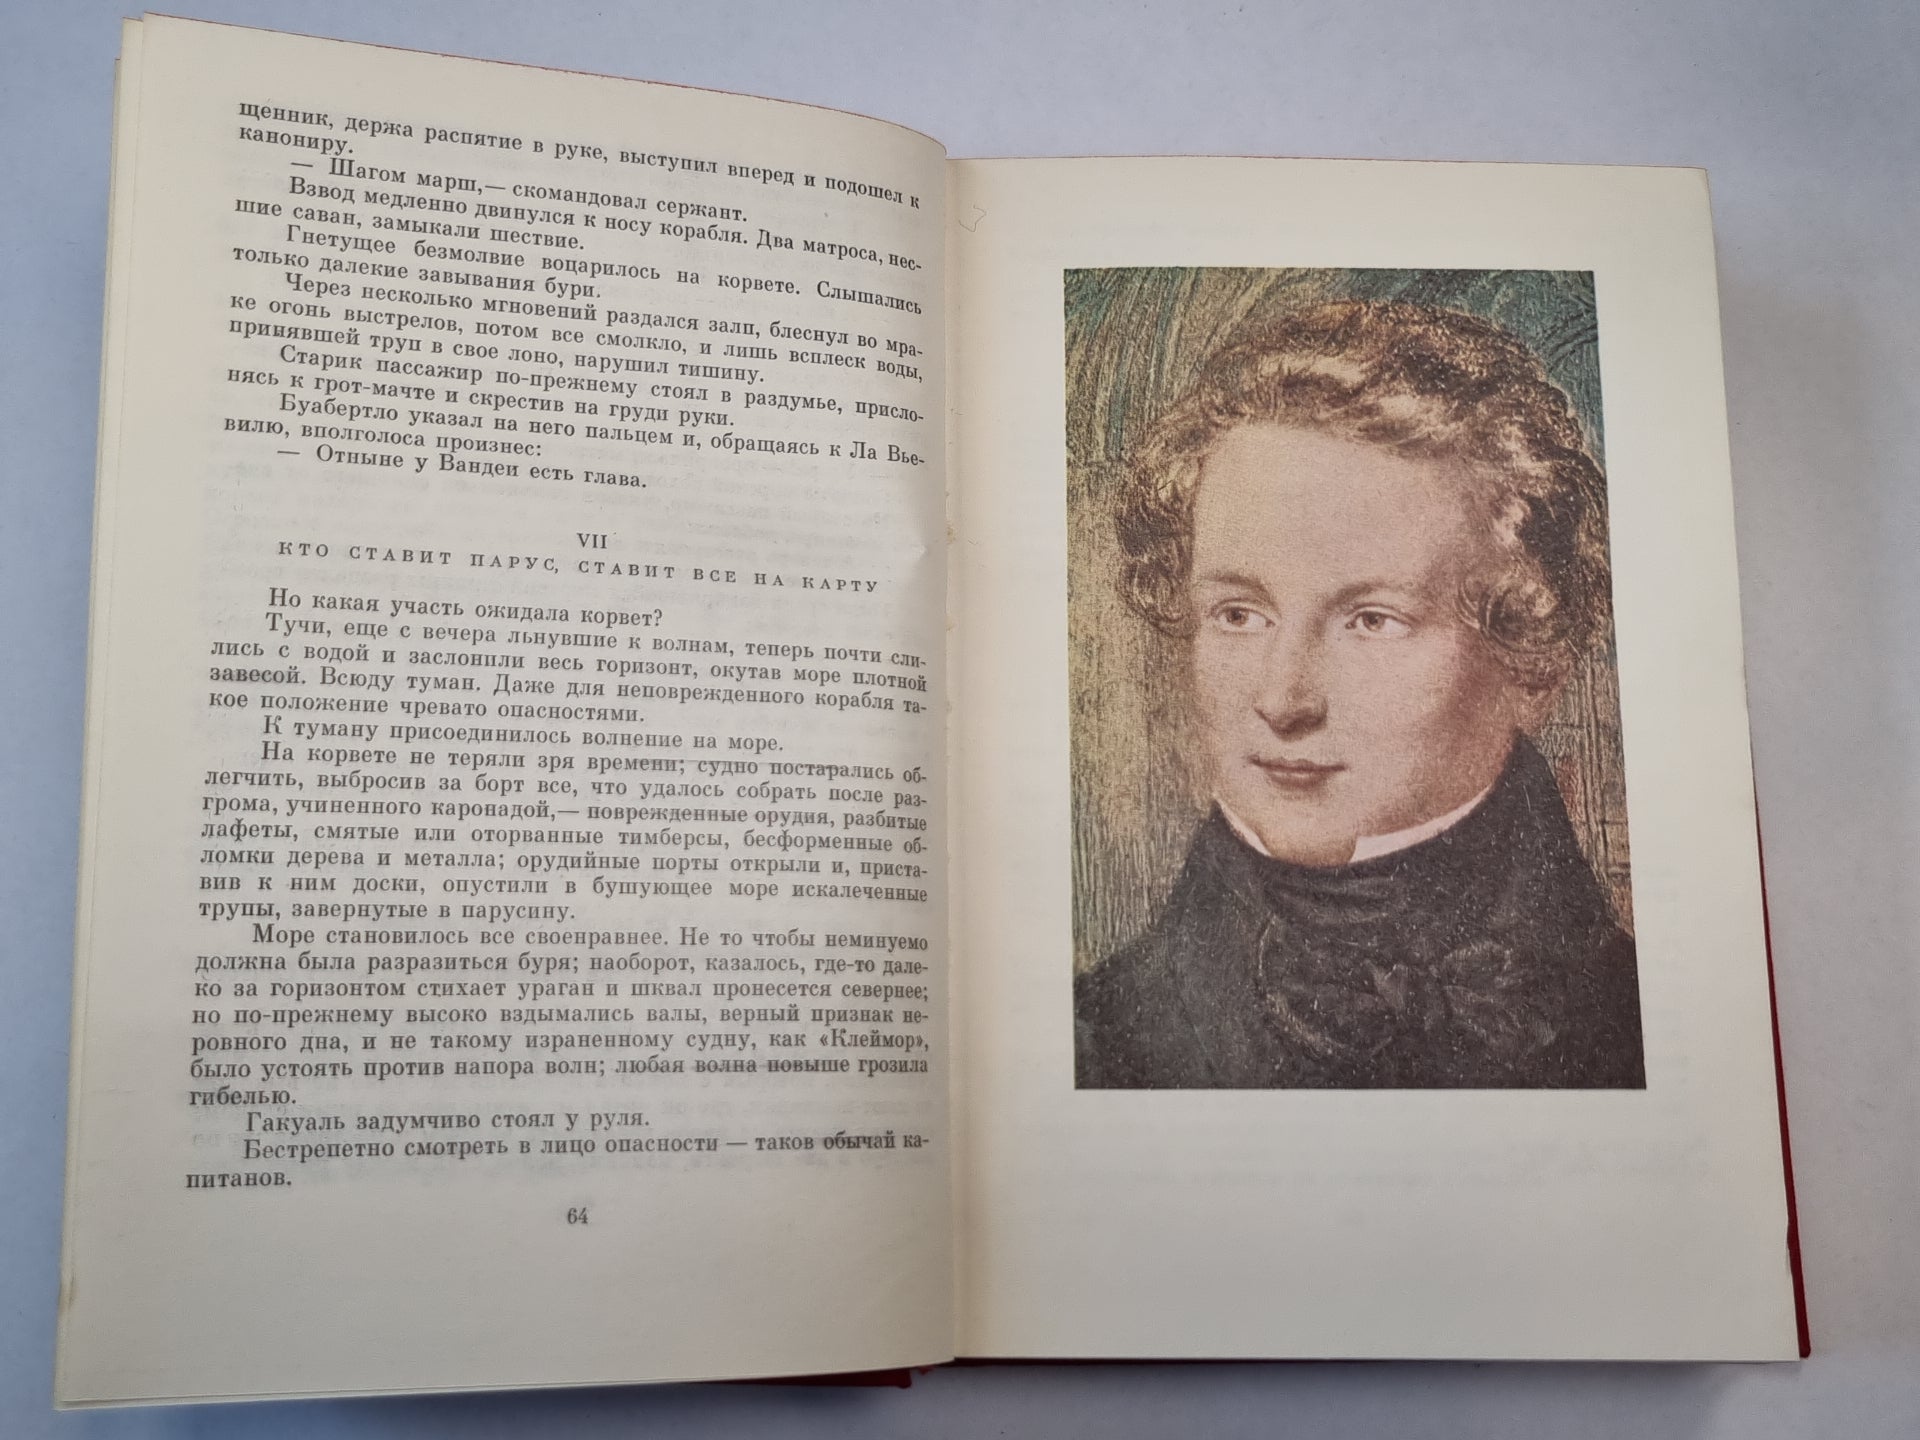 щенник, держа распятие в руке, выступил вперед и подошел к
канониру.
— Шагом марш,— скомандовал сержант.
Взвод медленно двинулся к носу корабля. Два матроса, нес-
шие саван, замыкали шествие.
Гнетущее безмолвие воцарилось на корвете. Слышались
только далекие завывания бури.
Через несколько мгновений раздался залп, блеснул во мра-
ке огонь выстрелов, потом все смолкло, и лишь всплеск воды,
принявшей труп в свое лоно, нарушил тишину.
Старик пассажир по-прежнему стоял в раздумье, присло-
нясь к грот-мачте и скрестив на груди руки.
Буабертло указал на него пальцем и, обращаясь к Ла Вье-
вилю, вполголоса произнес:
— Отныне у Вандеи есть глава.
VII
КТО СТАВИТ ПАРУС, СТАВИТ ВСЕ НА КАРТУ
Но какая участь ожидала корвет?
Тучи, еще с вечера льнувшие к волнам, теперь почти сли-
лись с водой и заслонили весь горизонт, окутав море плотной
завесой. Всюду туман. Даже для неповрежденного корабля та-
кое положение чревато опасностями.
К туману присоединилось волнение на море.
На корвете не теряли зря времени; судно постарались об-
легчить, выбросив за борт все, что удалось собрать после раз-
грома, учиненного каронадой,— поврежденные орудия, разбитые
лафеты, смятые или оторванные тимберсы, бесформенные об-
ломки дерева и металла; орудийные порты открыли и, приста-
вив к ним доски, опустили в бушующее море искалеченные
трупы, завернутые в парусину.
Море становилось все своенравнее. Не то чтобы неминуемо
должна была разразиться буря; наоборот, казалось, где-то дале-
ко за горизонтом стихает ураган и шквал пронесется севернее;
но по-прежнему высоко вздымались валы, верный признак не-
ровного дна, и не такому израненному судну, как «Клеймор»,
было устоять против напора волн; любая волна повыше грозила
гибелью.
Гакуаль задумчиво стоял у руля.
Бестрепетно смотреть в лицо опасности — таков обычай ка-
питанов.
64